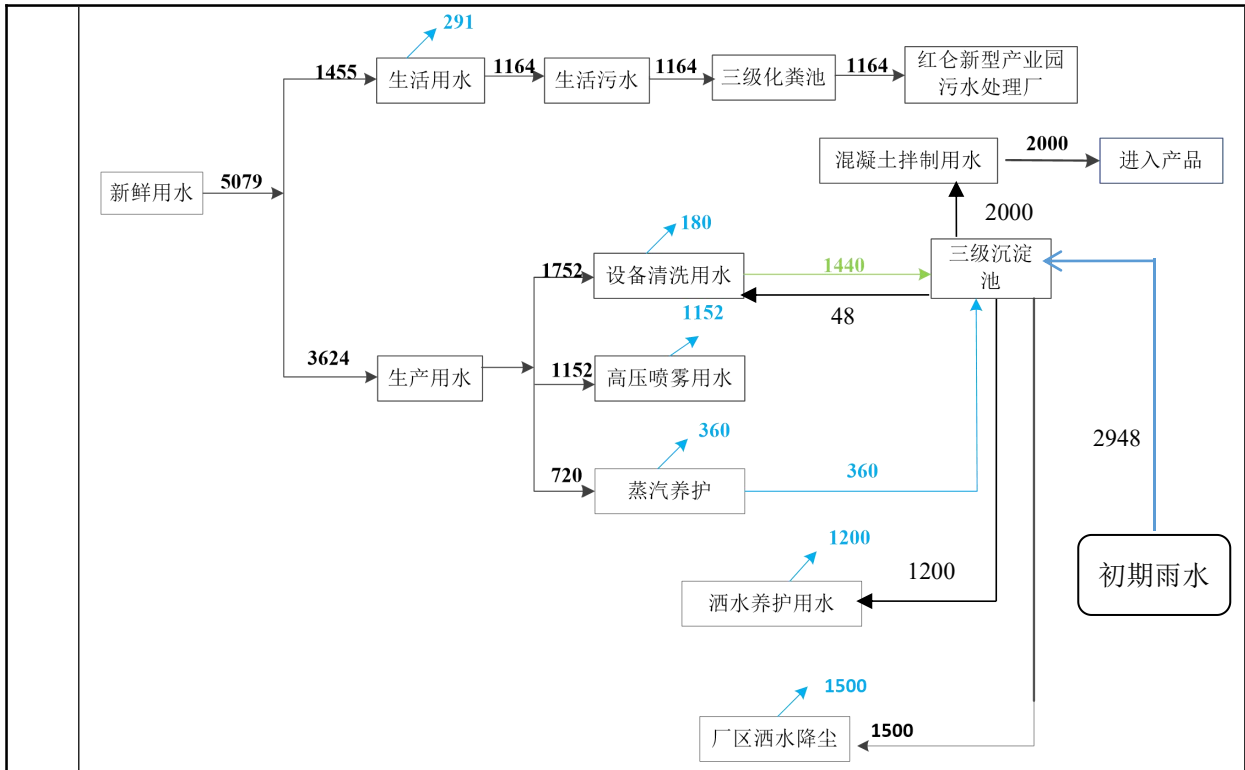 291
1455
生活用水
1164
生活污水
1164
三级化粪池
1164
红仑新型产业园
污水处理厂
混凝土拌制用水
2000
进入产品
新鲜用水
5079
2000
180
1752
设备清洗用水
1440
三级沉淀
池
48
1152
3624
生产用水
1152
高压喷雾用水
360
2948
720
蒸汽养护
360
1200
1200
初期雨水
洒水养护用水
1500
厂区洒水降尘
1500